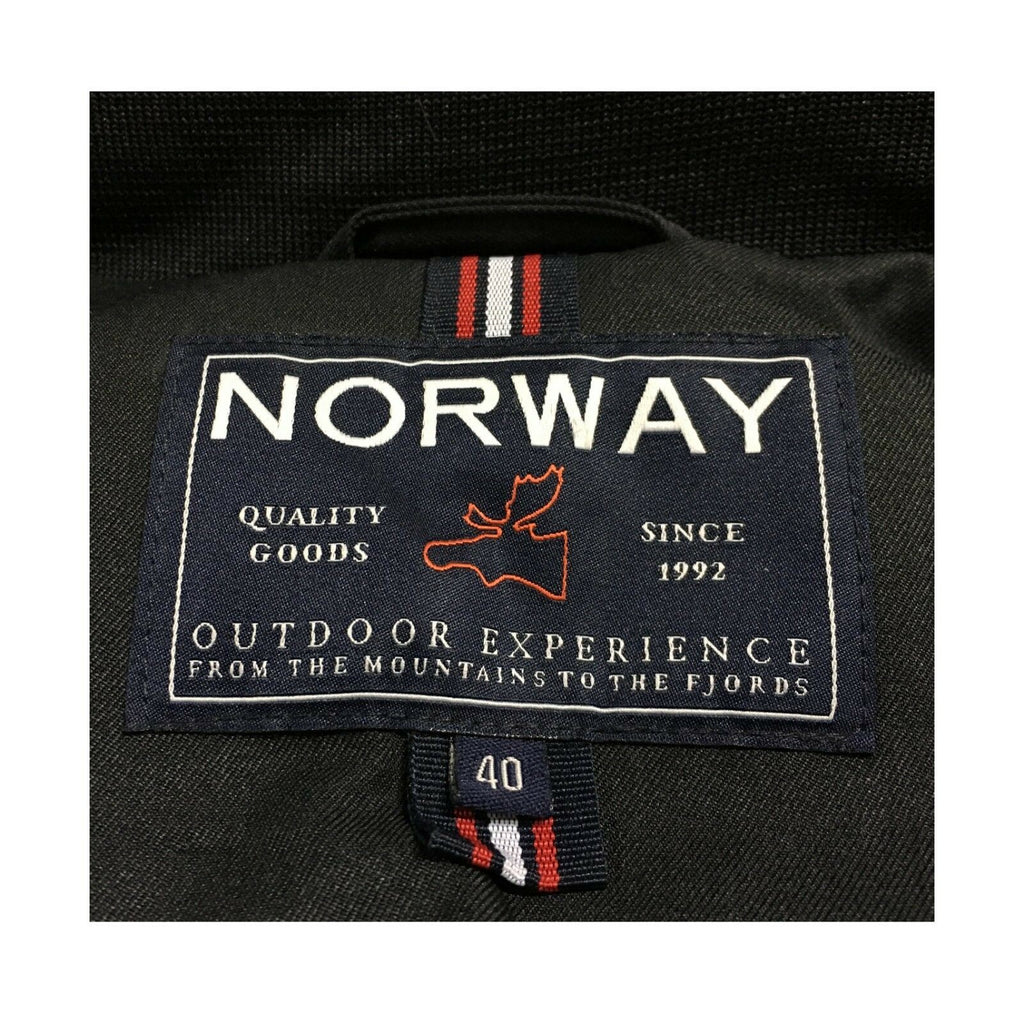 NORWAY
QUALITY
GOODS
SINCE
1992
OUTDOOR EXPERIENCE
FROM THE MOUNTAINS TO THE FJORDS
40